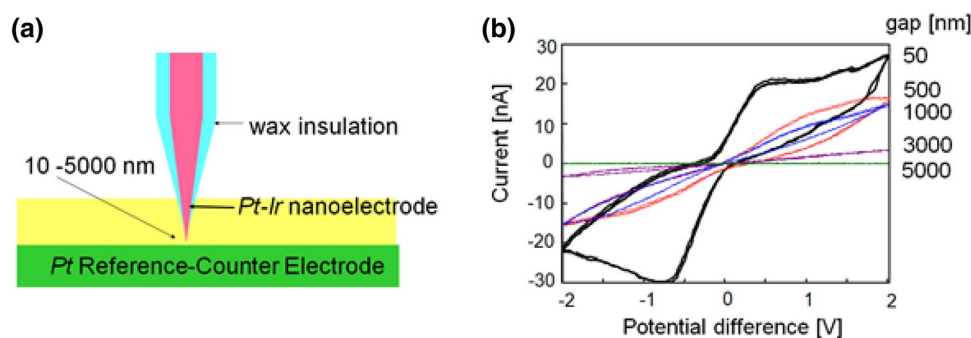 (a)
wax insulation
10 -5000 nm
Pt-Ir nanoelectrode
Pt Reference-Counter Electrode
(b)
gap [nm]
50
500
1000
3000
5000
Current [nA]
30
20
10
0
-10
-20
-30
-2
-1
0
1
2
Potential difference [V]